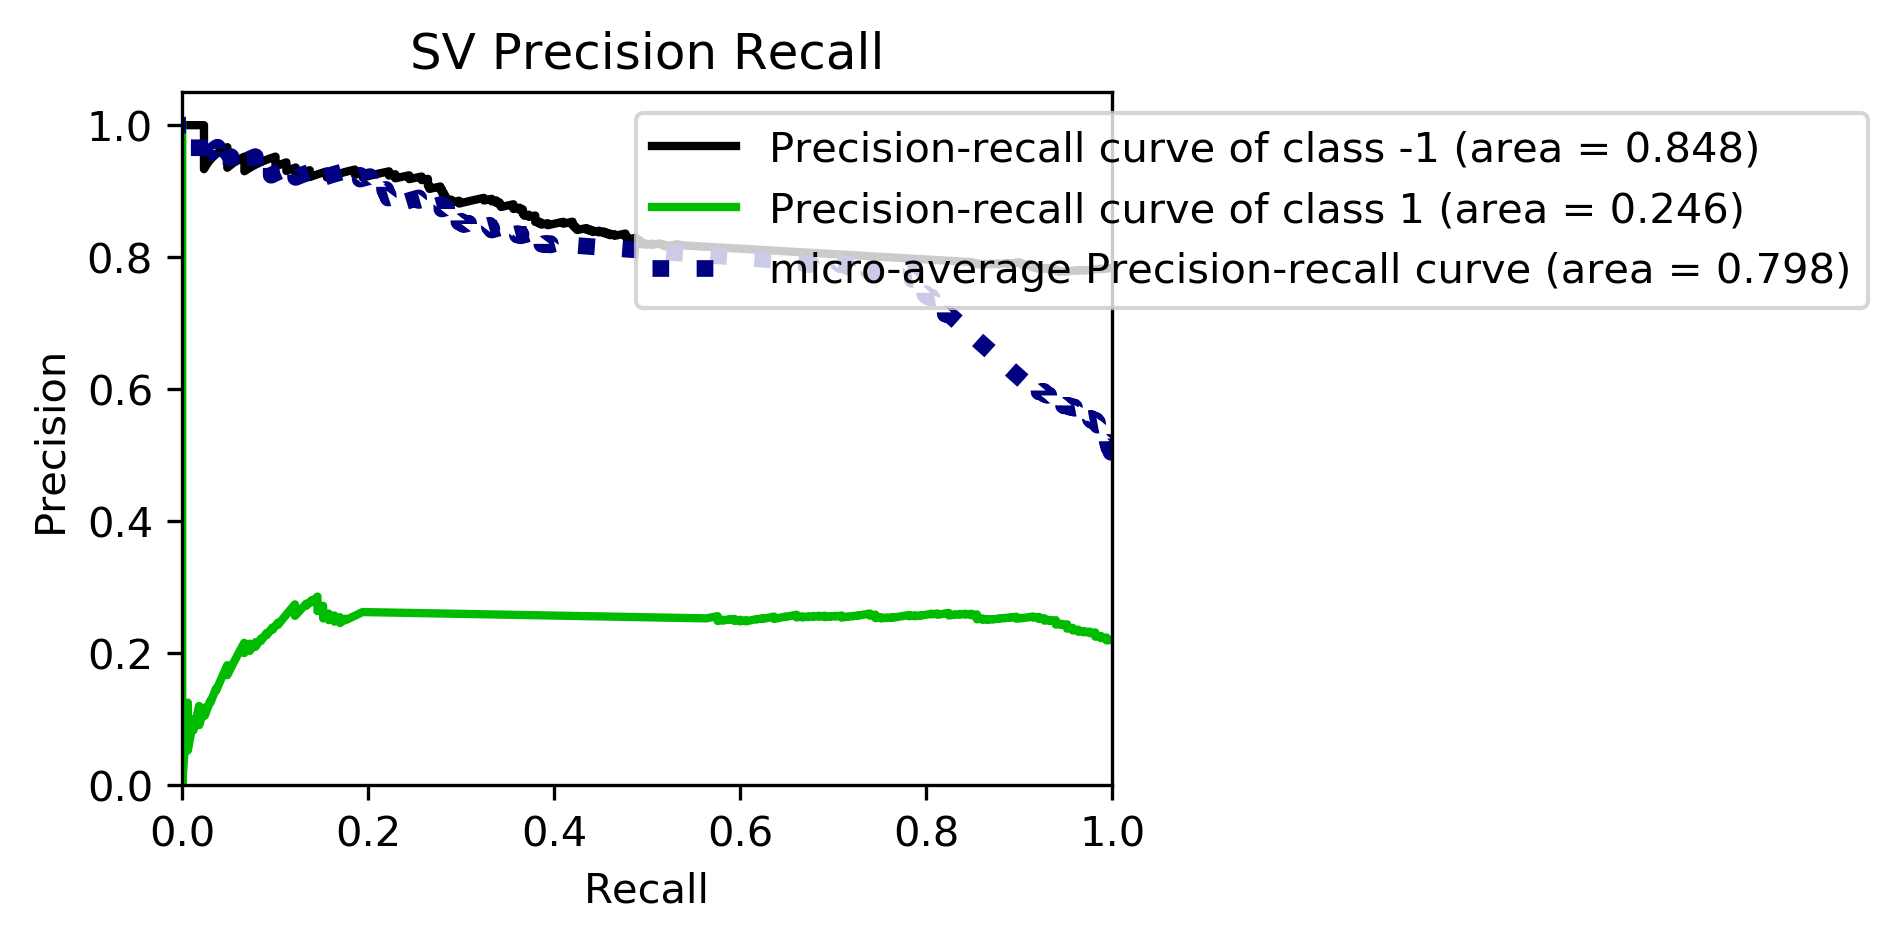 SV Precision Recall
1.0
0.8
0.6
0.4
0.2
0.0
Precision
Precision-recall curve of class -1 (area = 0.848)
Precision-recall curve of class 1 (area = 0.246)
micro-average Precision-recall curve (area = 0.798)
0.0 0.2 0.4 0.6 0.8 1.0
Recall